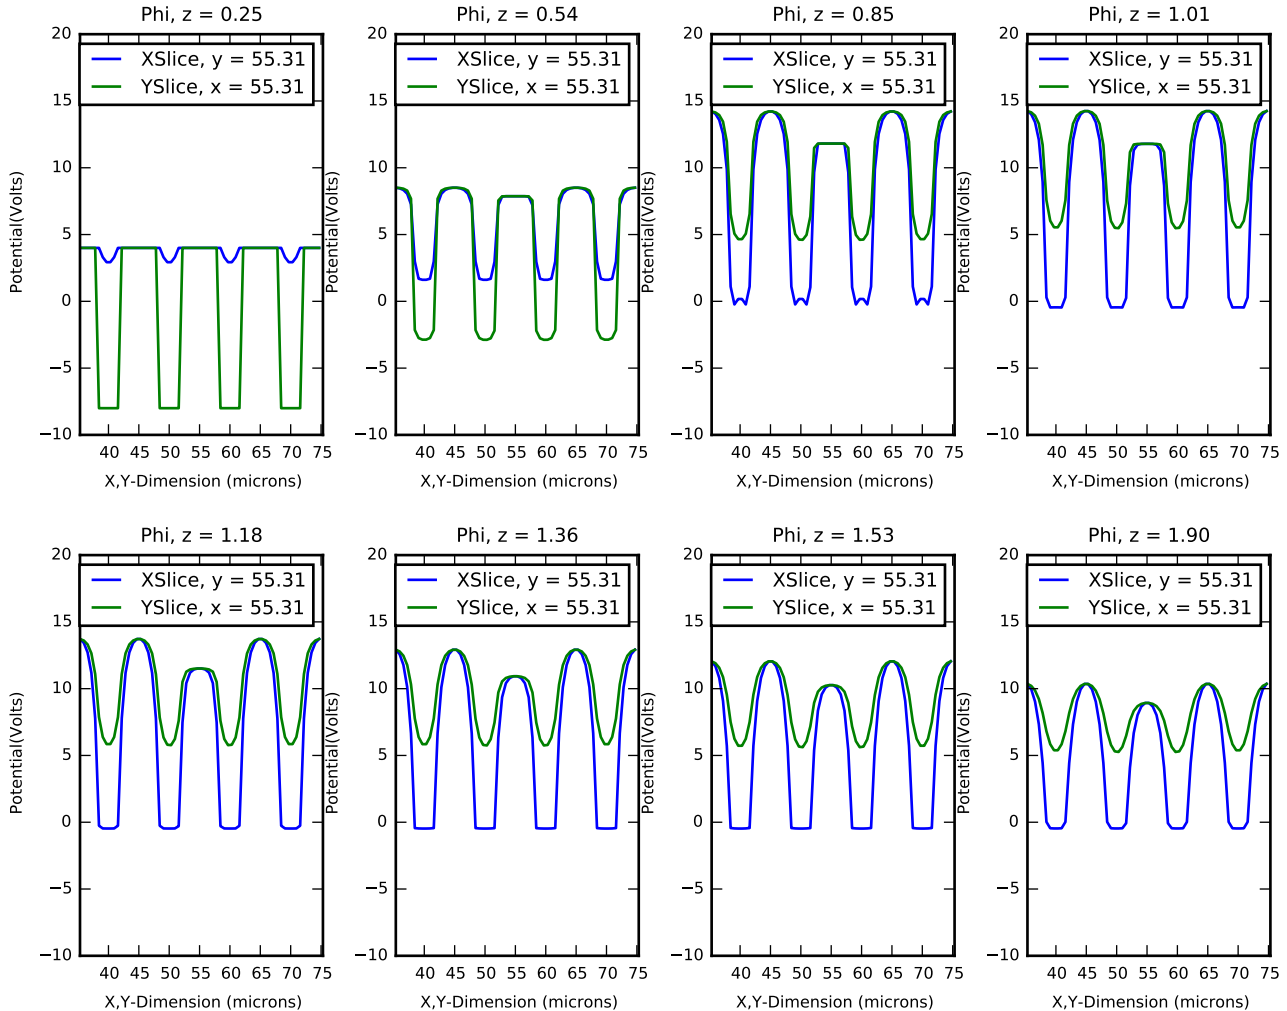 Phi, z = 0.25
XSlice, y = 55.31
YSlice, x = 55.31
20
15
10
5
0
−5
−10
Potential(Volts)
40 45 50 55 60 65 70 75
X,Y-Dimension (microns)
Phi, z = 0.54
XSlice, y = 55.31
YSlice, x = 55.31
20
15
10
5
0
−5
−10
Potential(Volts)
40 45 50 55 60 65 70 75
X,Y-Dimension (microns)
Phi, z = 0.85
XSlice, y = 55.31
YSlice, x = 55.31
20
15
10
5
0
−5
−10
Potential(Volts)
40 45 50 55 60 65 70 75
X,Y-Dimension (microns)
Phi, z = 1.01
XSlice, y = 55.31
YSlice, x = 55.31
20
15
10
5
0
−5
−10
Potential(Volts)
40 45 50 55 60 65 70 75
X,Y-Dimension (microns)
Phi, z = 1.18
XSlice, y = 55.31
YSlice, x = 55.31
20
15
10
5
0
−5
−10
Potential(Volts)
40 45 50 55 60 65 70 75
X,Y-Dimension (microns)
Phi, z = 1.36
XSlice, y = 55.31
YSlice, x = 55.31
20
15
10
5
0
−5
−10
Potential(Volts)
40 45 50 55 60 65 70 75
X,Y-Dimension (microns)
Phi, z = 1.53
XSlice, y = 55.31
YSlice, x = 55.31
20
15
10
5
0
−5
−10
Potential(Volts)
40 45 50 55 60 65 70 75
X,Y-Dimension (microns)
Phi, z = 1.90
XSlice, y = 55.31
YSlice, x = 55.31
20
15
10
5
0
−5
−10
Potential(Volts)
40 45 50 55 60 65 70 75
X,Y-Dimension (microns)